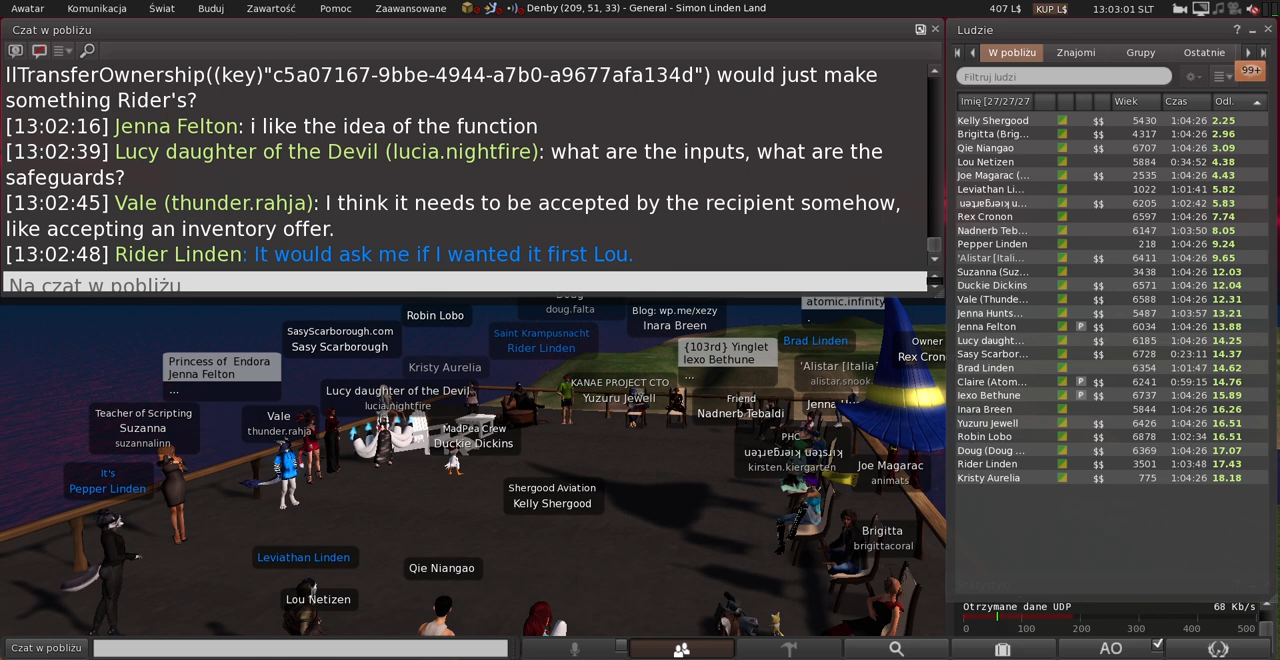 Awatar Komunikacja Świat Buduj Zawartość Pomoc Zaawansowane Denby (209, 51, 33) - General - Simon Linden Land 407 L$ KUP L$ 13:03:01 SLT
Czat w pobliżu
llTransferOwnership((key)"c5a07167-9bbe-4944-a7b0-a9677afa134d") would just make
something Rider's?
[13:02:16] Jenna Felton: i like the idea of the function
[13:02:39] Lucy daughter of the Devil (lucia.nightfire): what are the inputs, what are the
safeguards?
[13:02:45] Vale (thunder.rahja): I think it needs to be accepted by the recipient somehow,
like accepting an inventory offer.
[13:02:48] Rider Linden: It would ask me if I wanted it first Lou.
Na czat w pobliżu
Ludzie
W pobliżu Znajomi Grupy Ostatnie
Filtruj ludzi
99+
Imię [27/27/27 Wiek Czas Odl.
Kelly Shergood $$ 5430 1:04:26 2.25
Brigitta (Brig... $$ 4317 1:04:26 2.96
Qie Niangao $$ 6707 1:04:26 3.09
Lou Netizen 5884 0:34:52 4.38
Joe Magarac (... $$ 2535 1:04:26 4.43
Leviathan Li... 1022 1:01:41 5.82
$$ 6205 1:02:42 5.83
Rex Cronon 6597 1:04:26 7.74
Nadnerb Teb... 6147 1:03:50 8.05
Pepper Linden 218 1:04:26 9.24
'Alistar [Itali... $$ 6411 1:04:26 9.65
Suzanna (Suz... 3438 1:04:26 12.03
Duckie Dickins $$ 6571 1:04:26 12.04
Vale (Thunde... $$ 6588 1:04:26 12.31
Jenna Hunts... $$ 5487 1:03:57 13.21
Jenna Felton P $$ 6034 1:04:26 13.88
Lucy daught... $$ 6185 1:04:26 14.25
Sasy Scarbor... $$ 6728 0:23:11 14.37
Brad Linden 6354 1:01:47 14.62
Claire (Atom... P $$ 6241 0:59:15 14.76
Iexo Bethune P $$ 6737 1:04:26 15.89
Inara Breen 5844 1:04:26 16.26
Yuzuru Jewell $$ 6426 1:04:26 16.51
Robin Lobo $$ 6878 1:02:34 16.51
Doug (Doug ... $$ 6369 1:04:26 17.07
Rider Linden $$ 3501 1:03:48 17.43
Kristy Aurelia $$ 775 1:04:26 18.18
Doug
doug.falta
atomic.infinity
.
Robin Lobo
Blog: wp.me/xezy
Inara Breen
SasyScarborough.com
Sasy Scarborough
Saint Krampusnacht
Rider Linden
Brad Linden
Owner
Rex Cron
{103rd} Yinglet
Iexo Bethune
...
Princess of Endora
Jenna Felton
...
Kristy Aurelia
'Alistar [Italia]
alistar.snook
KANAE PROJECT CTO
Yuzuru Jewell
Lucy daughter of the Devil
lucia.nightfire
Friend
Nadnerb Tebaldi
Jenna
Teacher of Scripting
Suzanna
suzannalinn
Vale
thunder.rahja
MadPea Crew
Duckie Dickins
PHC
kirsten.kiergarten
Joe Magarac
animats
It's
Pepper Linden
Shergood Aviation
Kelly Shergood
Brigitta
brigittacoral
Leviathan Linden
Qie Niangao
Lou Netizen
Otrzymane dane UDP 68 Kb/s
0 100 200 300 400 500
Czat w pobliżu AO